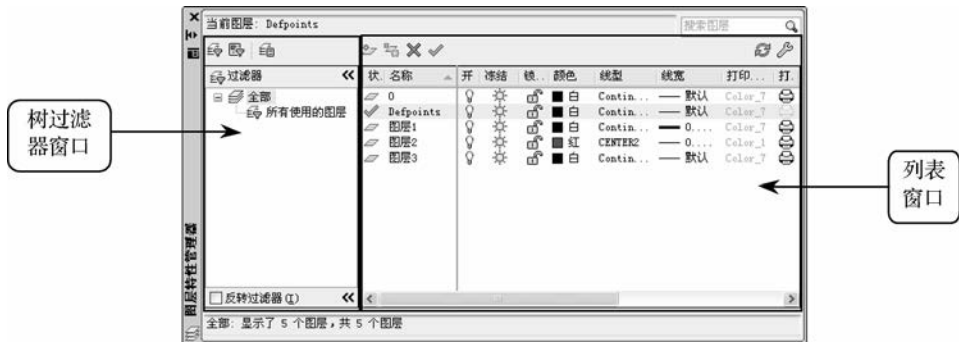 当前图层: Defpoints
搜索图层
过滤器
全部
所有使用的图层
状. 名称 开 冻结 锁.. 颜色 线型 线宽 打印... 打.
0 白 Contin... 默认 Color_7
Defpoints 白 Contin... 默认 Color_7
图层1 白 Contin... 0.... Color_7
图层2 红 CENTER2 0.... Color_1
图层3 白 Contin... 默认 Color_7
树过滤
器窗口
列表
窗口
图层特性管理器
反转过滤器(I)
全部: 显示了 5 个图层,共 5 个图层